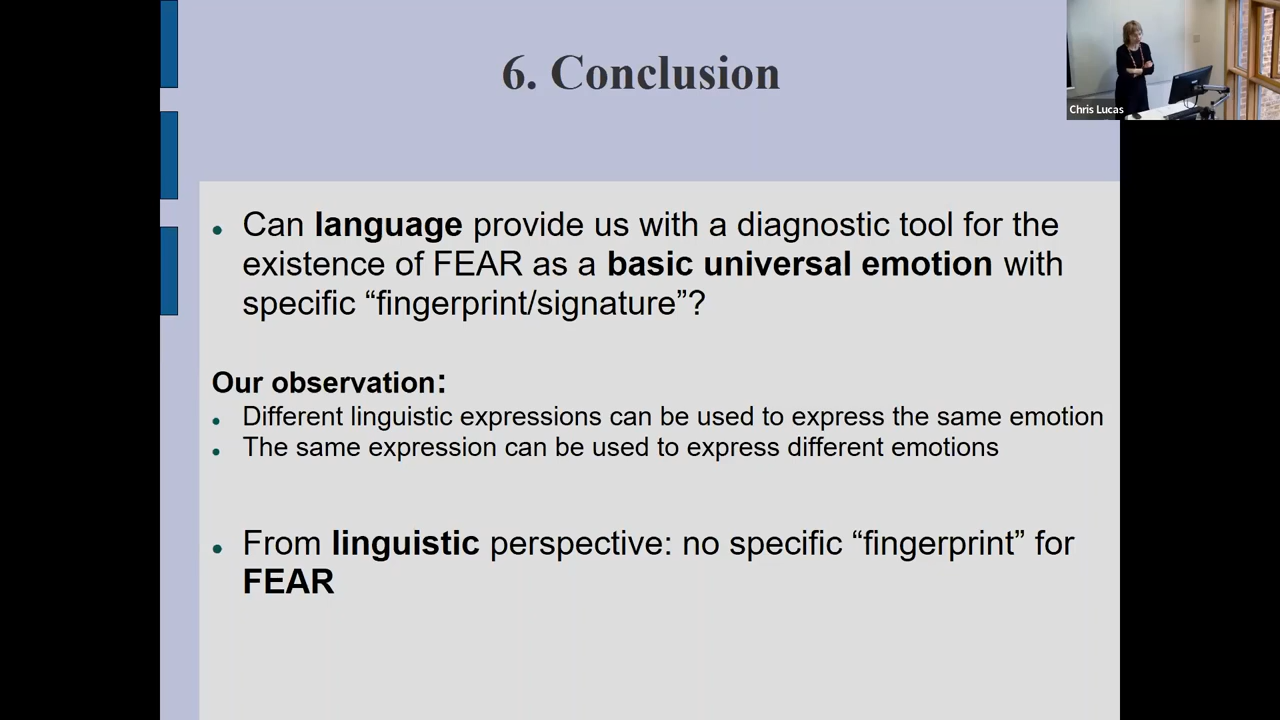 6. Conclusion
Chris Lucas
Can language provide us with a diagnostic tool for the
existence of FEAR as a basic universal emotion with
specific “fingerprint/signature”?
Our observation:
Different linguistic expressions can be used to express the same emotion
The same expression can be used to express different emotions
From linguistic perspective: no specific “fingerprint” for
FEAR